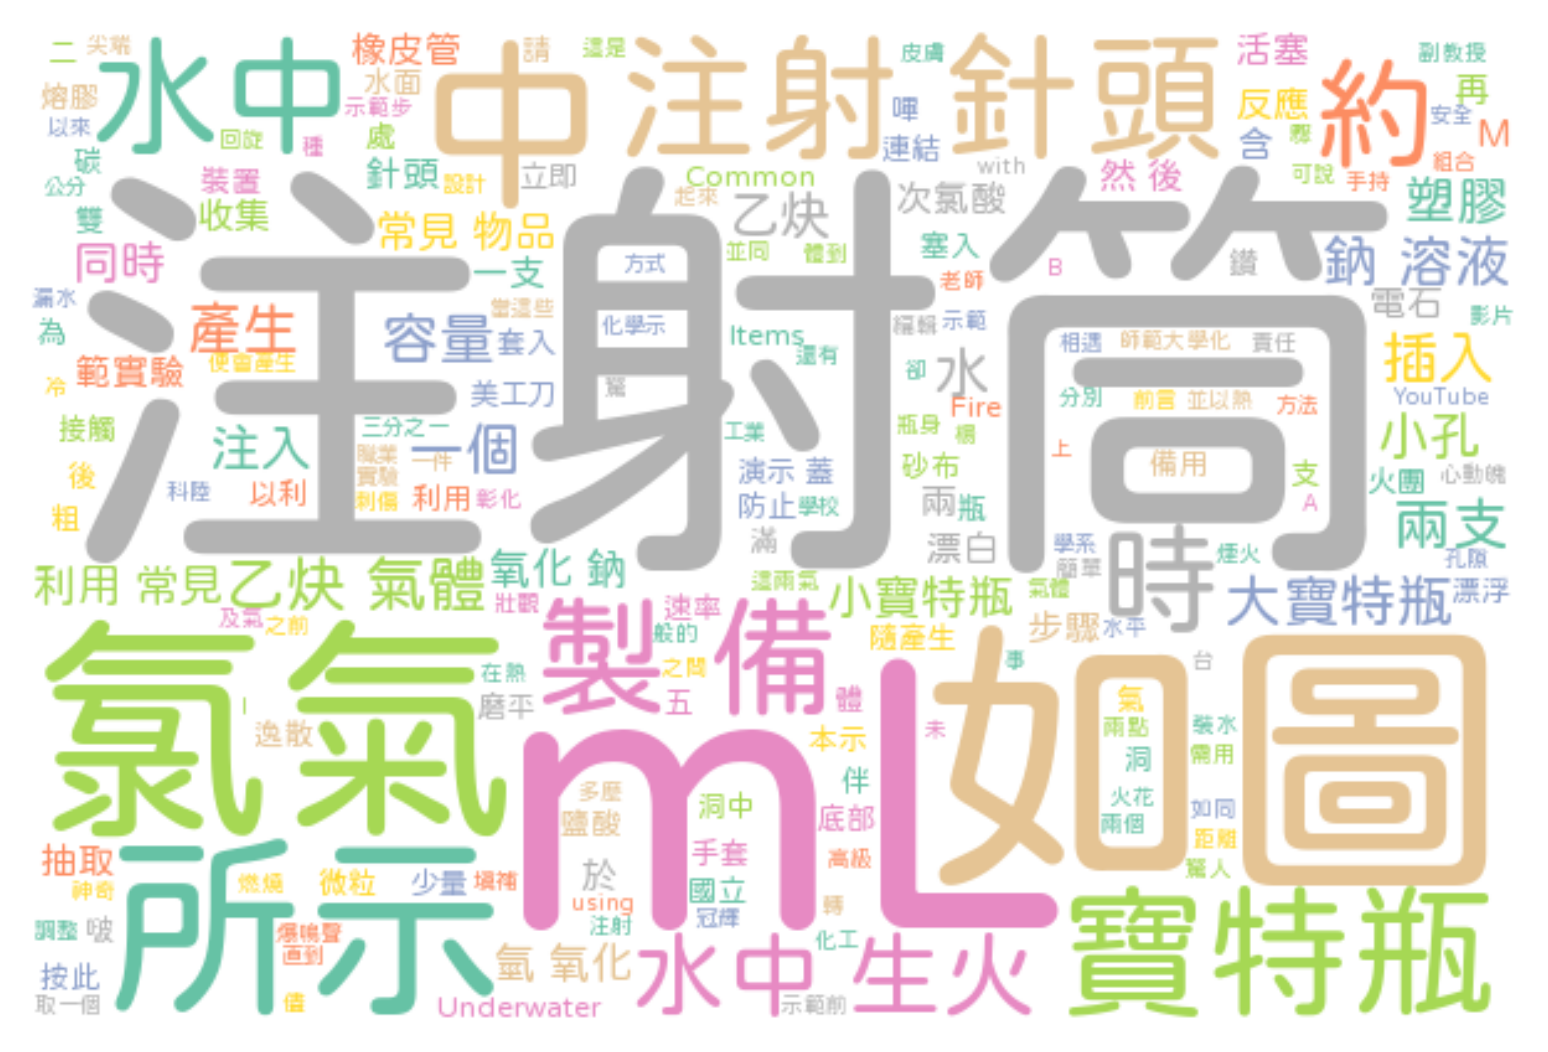 二 尖端 水中 橡皮管 中 請 這是 注射針頭 皮膚 活塞 約 副教授
熔膠 水面 示範步 嗶 反應 再
以來 回旋 種 處 連結 含 安全 M
碳 針頭 設計 立即 Common with 然後 可說 組合 手持
公分 裝置 收集 起來 乙炔 次氯酸 塑膠
雙 常見 物品 並同 體到 塞入 鑽 鈉 溶液
同時 一支 注射筒 方式 老師 B 電石
漏水 為 產生 容量 套入 當這些 化學示 Items 還有 編輯 示範 相遇 師範大學化 責任 影片
範實驗 便會產生 卻 水 插入
冷 美工刀 Fire 分別 前言 並以熱 方法 YouTube
接觸 注入 三分之一 一個 工業 瓶身 上 小孔
後 職業 一件 實驗 演示 蓋 砂布 備用 支 火團 心動魄
粗 科陸 以利 刺傷 利用 彰化 防止 學校 兩 瓶 A 兩支
滿 漂白 學系 簡單 時 煙火 孔隙
利用 常見 乙炔 氣體 氧化 鈉 這兩氣 小寶特瓶 氣體 大寶特瓶 漂浮
壯觀 製備 速率
及氣 之前 般的 隨產生 步驟 水平
氯氣 在熱 之間 mL 如圖 事 台
磨平 五 體 氣
逸散 本示 未 兩點 裝水
伴 洞 需用
多麼 洞中 火花 如同
鹽酸 底部 兩個 距離
抽取 所示 手套 高級 驚人
神奇 燃燒 微粒 少量 填補 於 國立 寶特瓶
調整 啵 爆鳴聲 using 冠輝 轉
直到 注射 化工
按此 氫 氧化 水中生火
取一個 值 Underwater 示範前